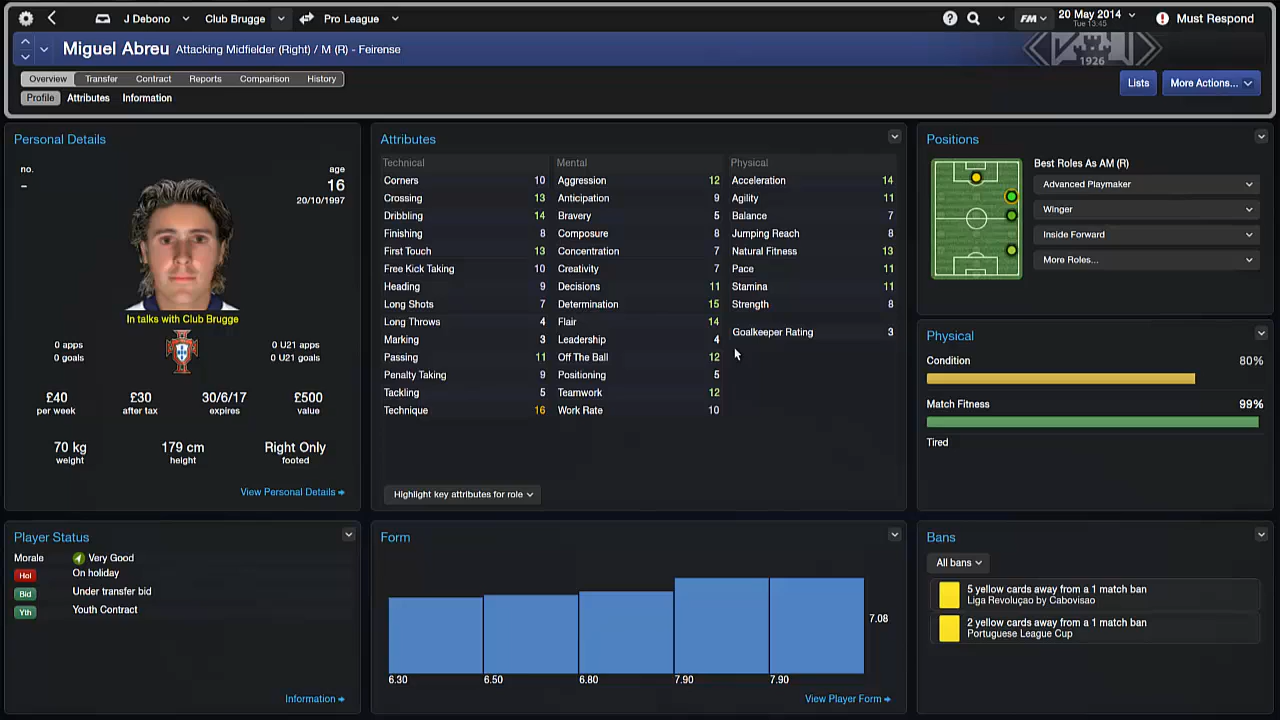 J Debono Club Brugge Pro League FM 20 May 2014 Must Respond
Tue 13:45
Miguel Abreu Attacking Midfielder (Right) / M (R) - Feirense
1926
Overview Transfer Contract Reports Comparison History
Lists More Actions...
Profile Attributes Information
Personal Details
no.
-
age
16
20/10/1997
In talks with Club Brugge
0 apps
0 goals
0 U21 apps
0 U21 goals
£40 £30 30/6/17 £500
per week after tax expires value
70 kg 179 cm Right Only
weight height footed
View Personal Details
Attributes
Technical Mental Physical
Corners 10 Aggression 12 Acceleration 14
Crossing 13 Anticipation 9 Agility 11
Dribbling 14 Bravery 5 Balance 7
Finishing 8 Composure 8 Jumping Reach 8
First Touch 13 Concentration 7 Natural Fitness 13
Free Kick Taking 10 Creativity 7 Pace 11
Heading 9 Decisions 11 Stamina 11
Long Shots 7 Determination 15 Strength 8
Long Throws 4 Flair 14
Goalkeeper Rating 3
Marking 3 Leadership 4
Passing 11 Off The Ball 12
Penalty Taking 9 Positioning 5
Tackling 5 Teamwork 12
Technique 16 Work Rate 10
Highlight key attributes for role
Positions
Best Roles As AM (R)
Advanced Playmaker
Winger
Inside Forward
More Roles...
Physical
Condition 80%
Match Fitness 99%
Tired
Player Status
Morale Very Good
Hol On holiday
Bid Under transfer bid
Yth Youth Contract
Information
Form
7.08
6.30 6.50 6.80 7.90 7.90
View Player Form
Bans
All bans
5 yellow cards away from a 1 match ban
Liga Revoluçao by Cabovisao
2 yellow cards away from a 1 match ban
Portuguese League Cup